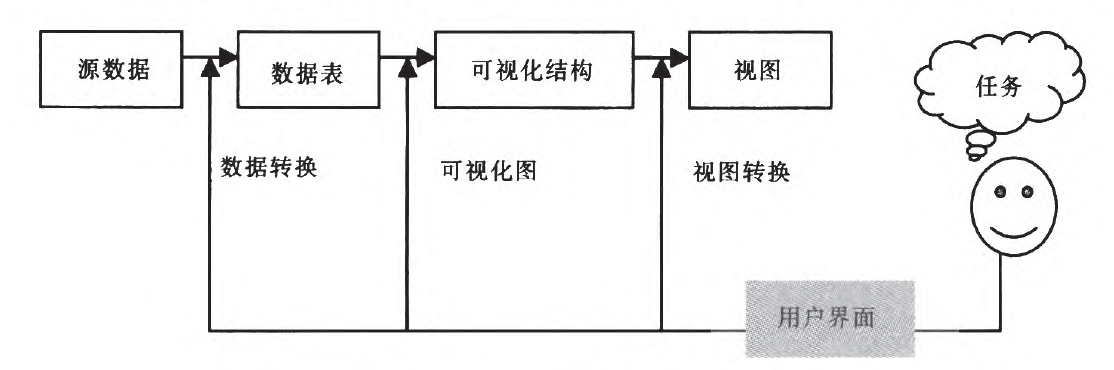 源数据
数据表
可视化结构
视图
任务
数据转换
可视化图
视图转换
用户界面